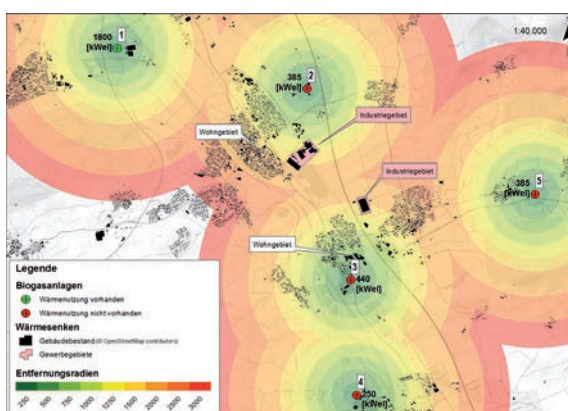 1:40.000
1
1800
[kWel]
2
385
[kWel]
Industriegebiet
Wohngebiet
Industriegebiet
5
385
[kWel]
Wohngebiet
3
440
[kWel]
4
250
[kWel]
Legende
Biogasanlagen
Wärmenutzung vorhanden
Wärmenutzung nicht vorhanden
Wärmesenken
Gebäudebestand (© OpenStreetMap contributors)
Gewerbegebiete
Entfernungsradien
250 500 750 1000 1250 1500 2000 2500 3000